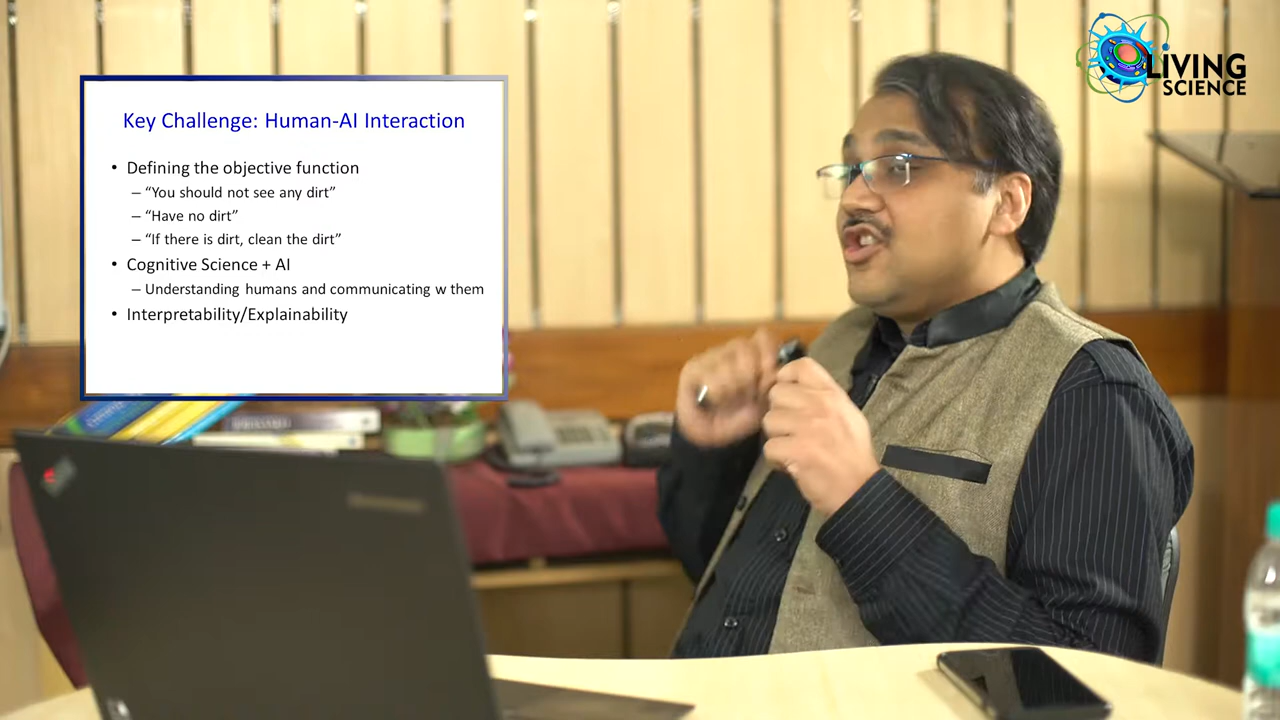 Key Challenge: Human-AI Interaction
• Defining the objective function
– “You should not see any dirt”
– “Have no dirt”
– “If there is dirt, clean the dirt”
• Cognitive Science + AI
– Understanding humans and communicating w them
• Interpretability/Explainability
LIVING
SCIENCE